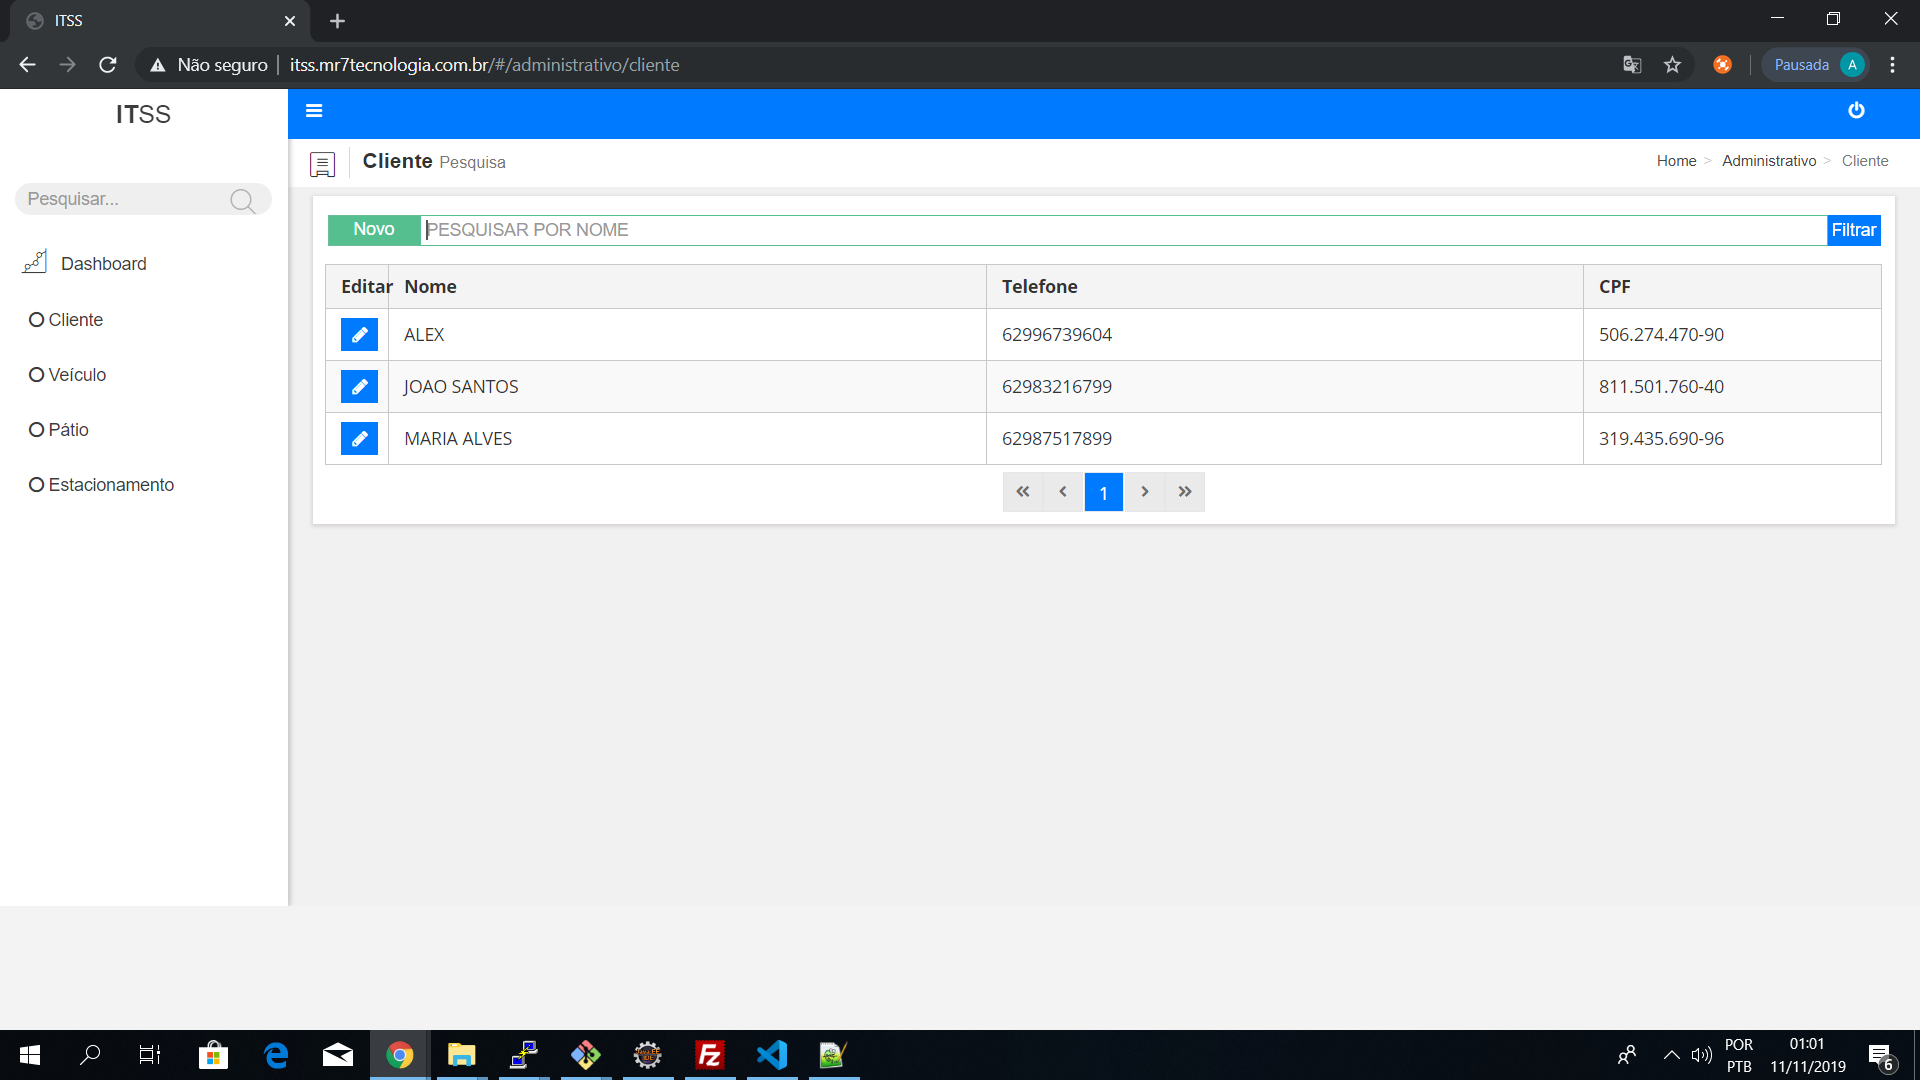 ITSS
Não seguro itss.mr7tecnologia.com.br/#/administrativo/cliente
Pausada A
ITSS
Cliente Pesquisa
Home > Administrativo > Cliente
Pesquisar...
Novo PESQUISAR POR NOME Filtrar
Dashboard
Cliente
Veículo
Pátio
Estacionamento
Editar Nome Telefone CPF
ALEX 62996739604 506.274.470-90
JOAO SANTOS 62983216799 811.501.760-40
MARIA ALVES 62987517899 319.435.690-96
« ‹ 1 › »
POR
PTB
01:01
11/11/2019
6